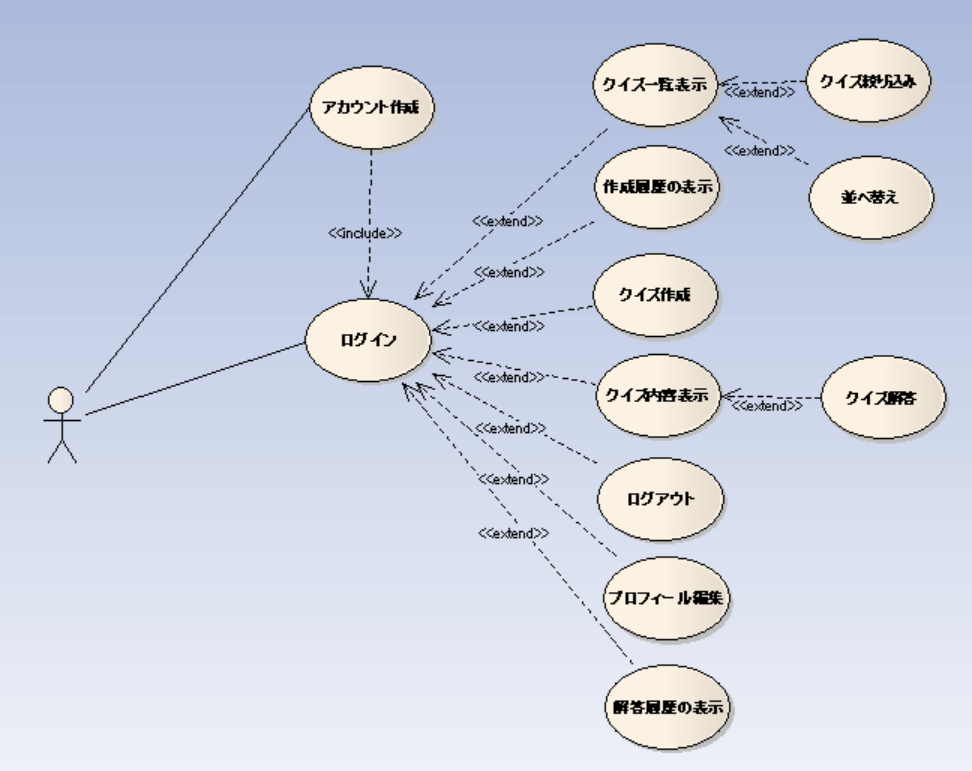 アカウント作成
<<include>>
ログイン
クイズ一覧表示
<<extend>>
クイズ絞り込み
<<extend>>
並べ替え
<<extend>>
作成履歴の表示
<<extend>>
クイズ作成
<<extend>>
クイズ内容表示
<<extend>>
<<extend>>
クイズ解答
ログアウト
<<extend>>
プロフィール編集
<<extend>>
解答履歴の表示
<<extend>>